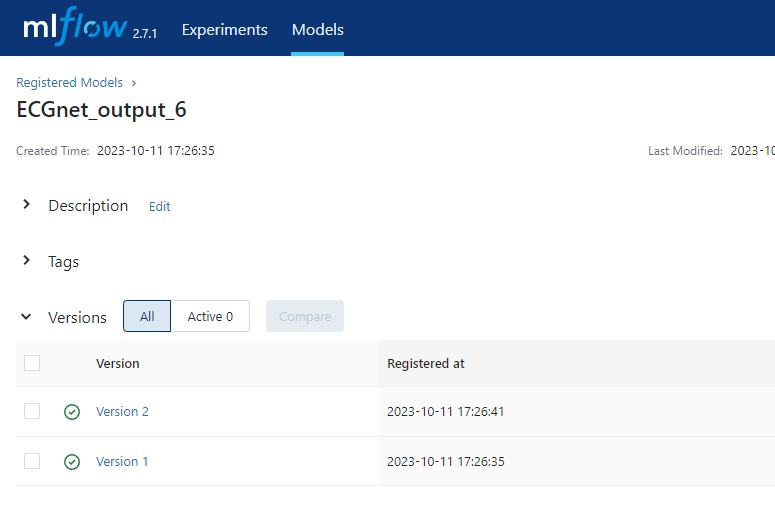 mlflow 2.7.1 Experiments Models
Registered Models ›
ECGnet_output_6
Created Time: 2023-10-11 17:26:35 Last Modified: 2023-10
Description Edit
Tags
Versions All Active 0 Compare
Version Registered at
Version 2 2023-10-11 17:26:41
Version 1 2023-10-11 17:26:35